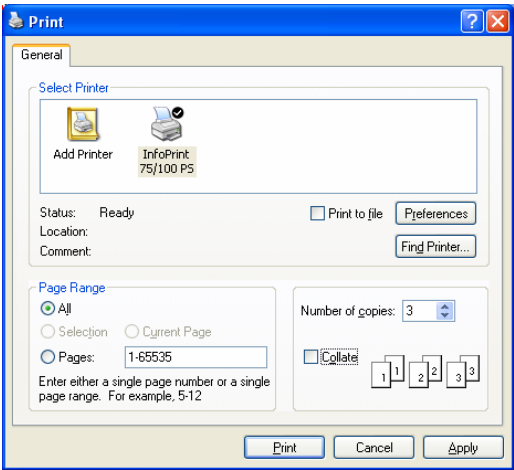 Print
General
Select Printer
Add Printer
InfoPrint
75/100 PS
Status: Ready
Location:
Comment:
Print to file
Preferences
Find Printer...
Page Range
All
Selection
Current Page
Pages: 1-65535
Enter either a single page number or a single
page range. For example, 5-12
Number of copies: 3
Collate
1 1 2 2 3 3
Print
Cancel
Apply